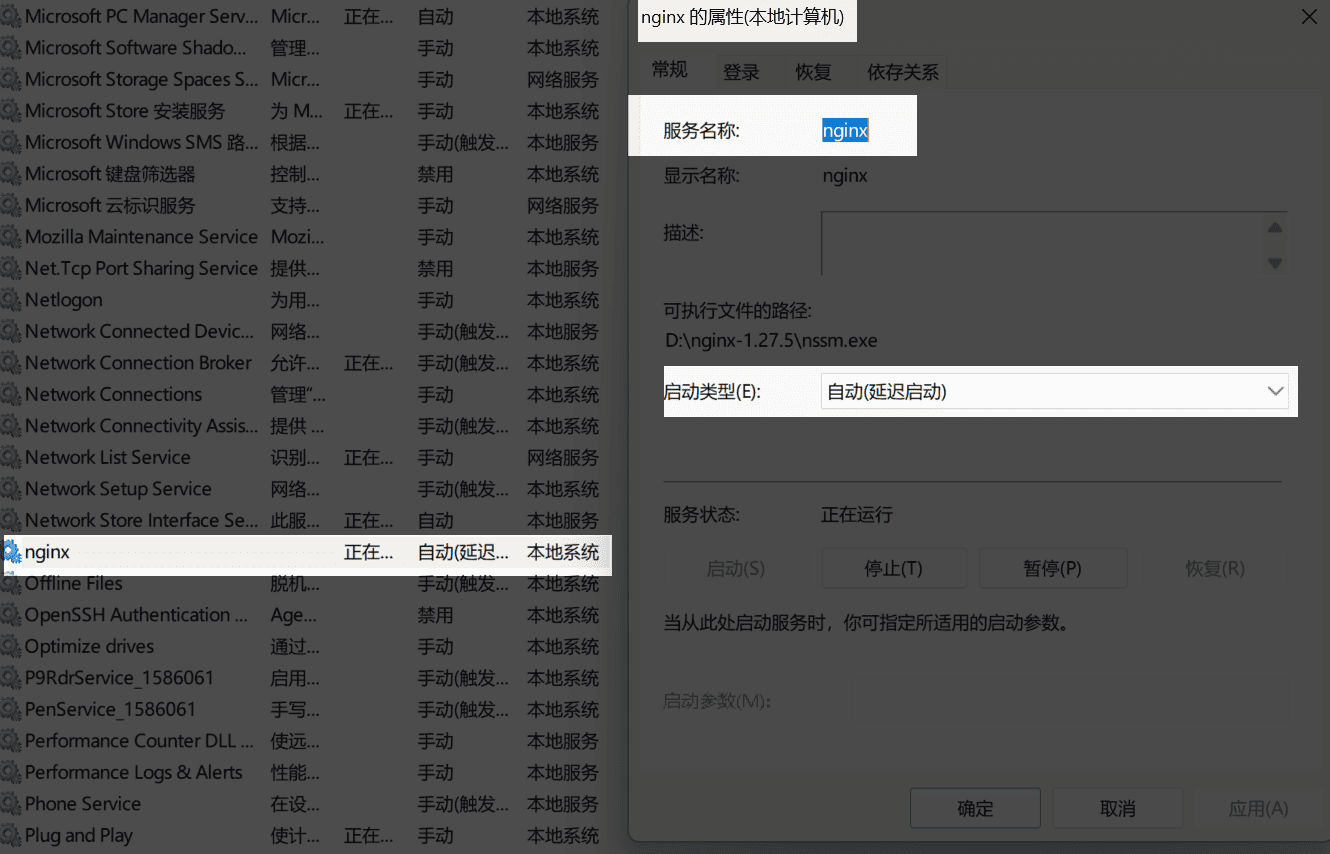 Microsoft PC Manager Serv... Micr... 正在... 自动 本地系统
Microsoft Software Shado... 管理... 手动 本地系统
Microsoft Storage Spaces S... Micr... 手动 网络服务
Microsoft Store 安装服务 为 M... 正在... 手动 本地系统
Microsoft Windows SMS 路... 根据... 手动(触发... 本地系统
Microsoft 键盘筛选器 控制... 禁用 本地系统
Microsoft 云标识服务 支持... 手动 网络服务
Mozilla Maintenance Service Mozi... 手动 本地系统
Net.Tcp Port Sharing Service 提供... 禁用 本地服务
Netlogon 为用... 手动 本地系统
Network Connected Devic... 网络... 手动(触发... 本地服务
Network Connection Broker 允许... 正在... 手动(触发... 本地系统
Network Connections 管理“... 手动 本地系统
Network Connectivity Assis... 提供 ... 手动(触发... 本地系统
Network List Service 识别... 正在... 手动 网络服务
Network Setup Service 网络... 手动(触发... 本地系统
Network Store Interface Se... 此服... 正在... 自动 本地服务
nginx 正在... 自动(延迟... 本地系统
Offline Files 脱机... 手动(触发... 本地系统
OpenSSH Authentication ... Age... 禁用 本地系统
Optimize drives 通过... 手动 本地系统
P9RdrService_1586061 启用... 手动(触发... 本地系统
PenService_1586061 手写... 手动(触发... 本地系统
Performance Counter DLL ... 使远... 手动 本地服务
Performance Logs & Alerts 性能... 手动 本地服务
Phone Service 在设... 手动(触发... 本地服务
Plug and Play 使计... 正在... 手动 本地系统
nginx 的属性(本地计算机)
常规 登录 恢复 依存关系
服务名称: nginx
显示名称: nginx
描述:
可执行文件的路径:
D:\nginx-1.27.5\nssm.exe
启动类型(E): 自动(延迟启动)
服务状态: 正在运行
启动(S) 停止(T) 暂停(P) 恢复(R)
当从此处启动服务时，你可指定所适用的启动参数。
启动参数(M):
确定 取消 应用(A)